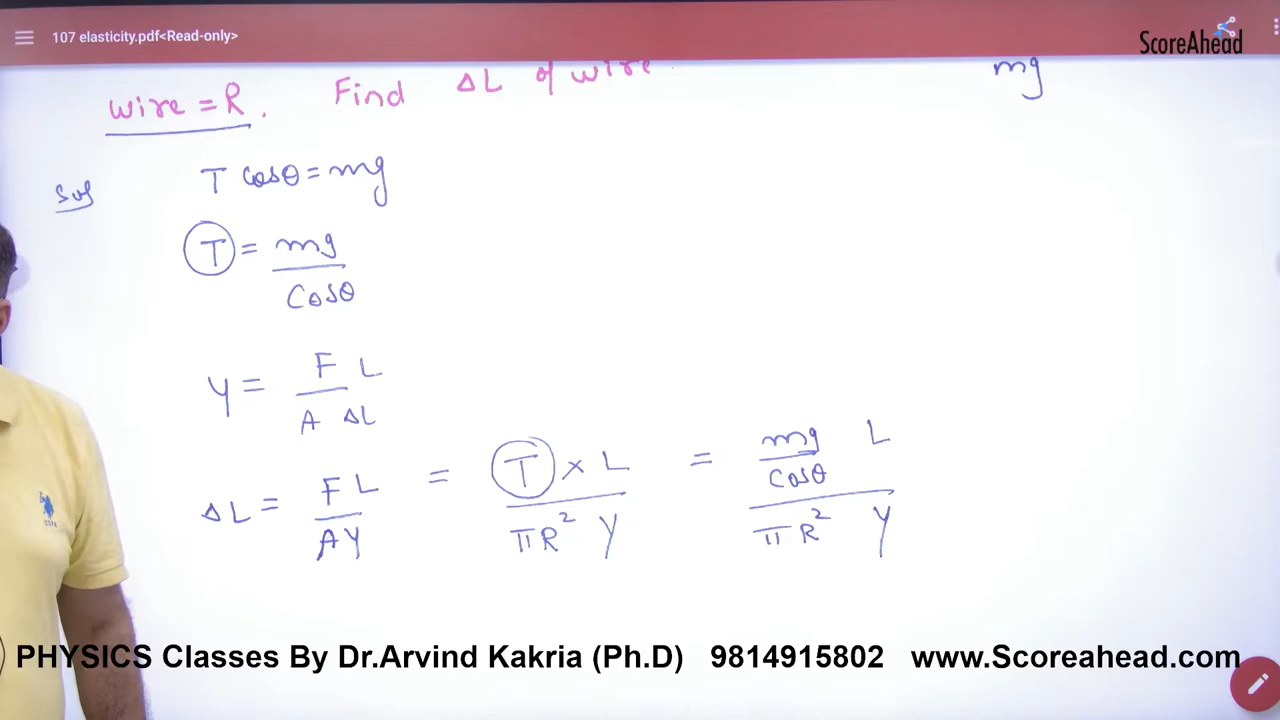 107 elasticity.pdf<Read-only>
ScoreAhead
wire = R. Find ΔL of wire
mg
Sol
T cosθ = mg
T = mg / cosθ
Y = F L / A ΔL
ΔL = F L / A Y = T × L / πR² Y = mg / cosθ L / πR² Y
PHYSICS Classes By Dr.Arvind Kakria (Ph.D) 9814915802 www.Scoreahead.com